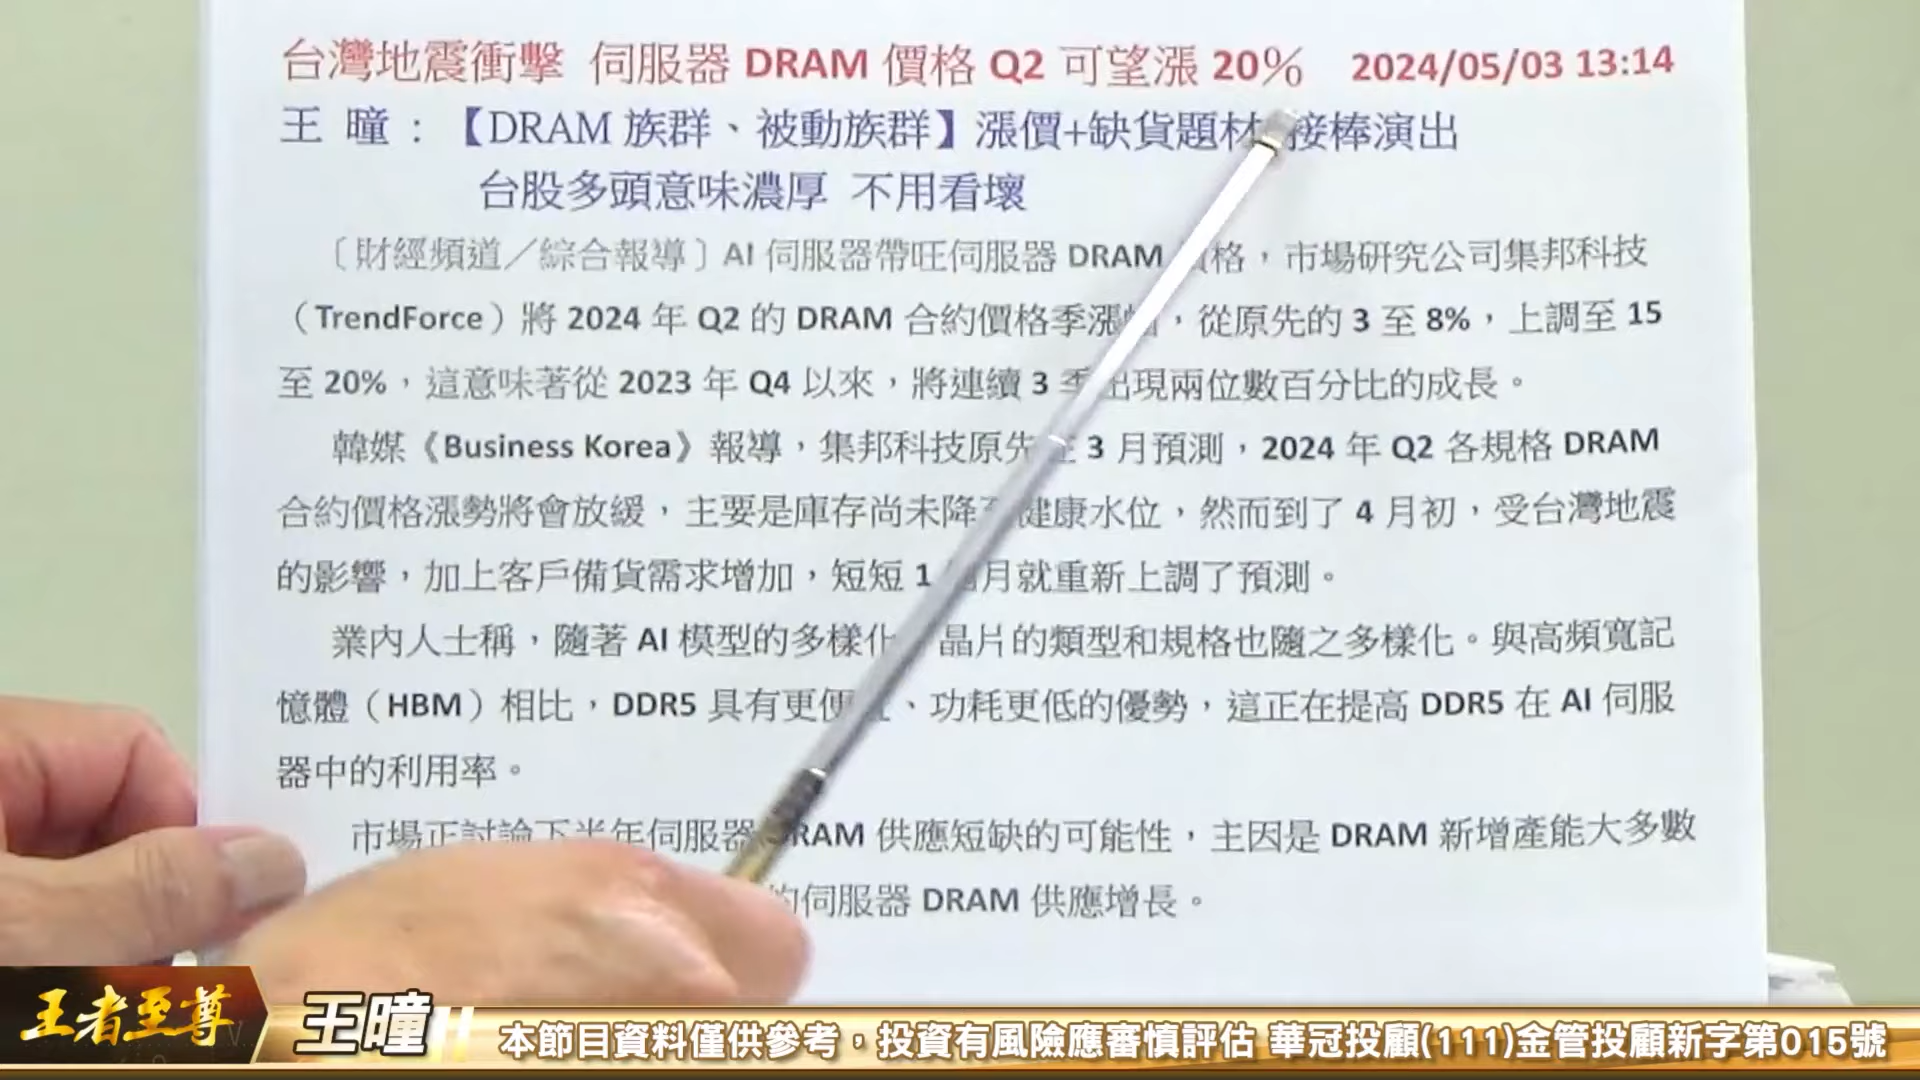 台灣地震衝擊 伺服器 DRAM 價格 Q2 可望漲 20% 2024/05/03 13:14
王 曈：【DRAM 族群、被動族群】漲價+缺貨題材 接棒演出
台股多頭意味濃厚 不用看壞
〔財經頻道／綜合報導〕AI 伺服器帶旺伺服器 DRAM 格，市場研究公司集邦科技
（TrendForce）將 2024 年 Q2 的 DRAM 合約價格季漲，從原先的 3 至 8%，上調至 15
至 20%，這意味著從 2023 年 Q4 以來，將連續 3 季出現兩位數百分比的成長。
韓媒《Business Korea》報導，集邦科技原先 3 月預測，2024 年 Q2 各規格 DRAM
合約價格漲勢將會放緩，主要是庫存尚未降至健康水位，然而到了 4 月初，受台灣地震
的影響，加上客戶備貨需求增加，短短 1 月就重新上調了預測。
業內人士稱，隨著 AI 模型的多樣化 晶片的類型和規格也隨之多樣化。與高頻寬記
憶體（HBM）相比，DDR5 具有更便、功耗更低的優勢，這正在提高 DDR5 在 AI 伺服
器中的利用率。
市場正討論下半年伺服器 DRAM 供應短缺的可能性，主因是 DRAM 新增產能大多數
的伺服器 DRAM 供應增長。
王者至尊 王曈 本節目資料僅供參考，投資有風險應審慎評估 華冠投顧(111)金管投顧新字第015號